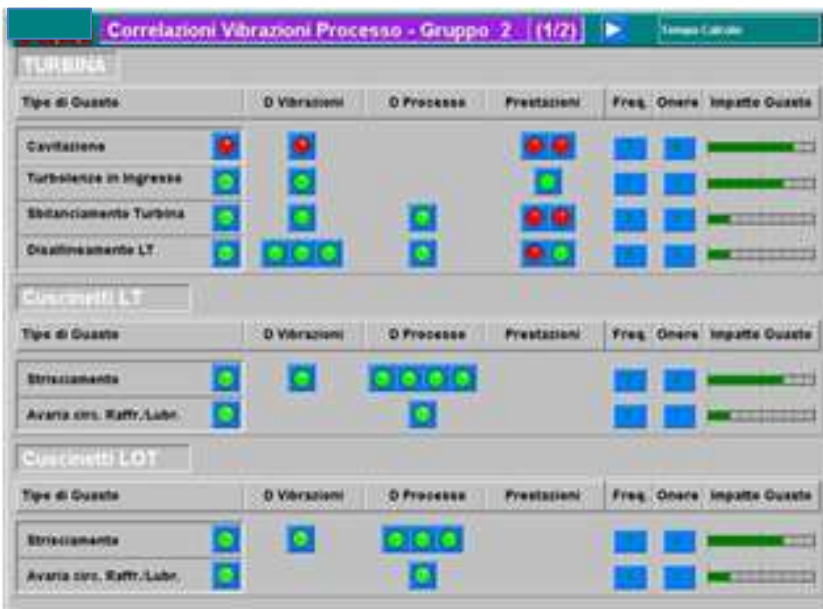 Correlazioni Vibrazioni Processo - Gruppo 2 (1/2) Tempo Calcolo
TURBINA
Tipo di Guasto D Vibrazioni D Processo Prestazioni Freq. Onere Impatto Guasto
Cavitazione
Turbolenze in Ingresso
Sbilanciamento Turbina
Disallineamento LT
Cuscinetti LT
Tipo di Guasto D Vibrazioni D Processo Prestazioni Freq. Onere Impatto Guasto
Strisciamento
Avaria circ. Raffr./Lubr.
Cuscinetti LOT
Tipo di Guasto D Vibrazioni D Processo Prestazioni Freq. Onere Impatto Guasto
Strisciamento
Avaria circ. Raffr./Lubr.